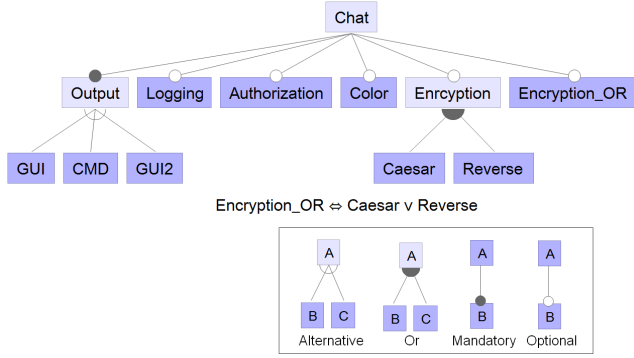 Chat
Output Logging Authorization Color Enrcyption Encryption_OR
GUI CMD GUI2 Caesar Reverse
Encryption_OR ⇔ Caesar ∨ Reverse
A A A A
B C B C B B
Alternative Or Mandatory Optional